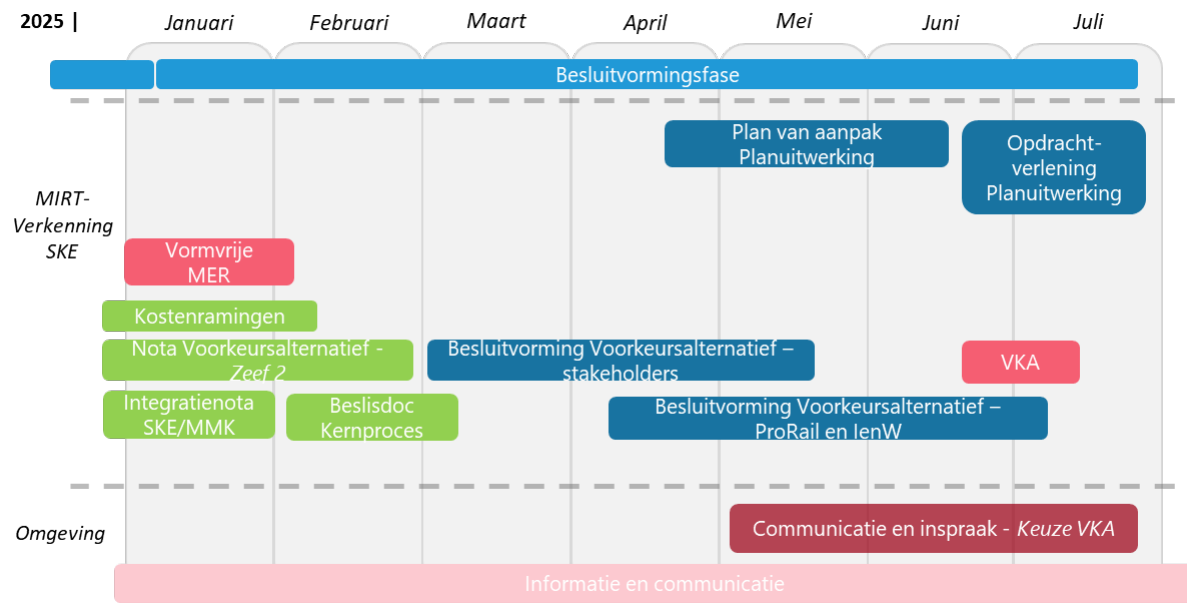 2025 |
Januari
Februari
Maart
April
Mei
Juni
Juli
Besluitvormingsfase
MIRT-
Verkenning
SKE
Plan van aanpak
Planuitwerking
Opdracht-
verlening
Planuitwerking
Vormvrije
MER
Kostenramingen
Nota Voorkeursalternatief -
Zeef 2
Besluitvorming Voorkeursalternatief –
stakeholders
VKA
Integratienota
SKE/MMK
Beslisdoc
Kernproces
Besluitvorming Voorkeursalternatief –
ProRail en IenW
Omgeving
Communicatie en inspraak - Keuze VKA
Informatie en communicatie